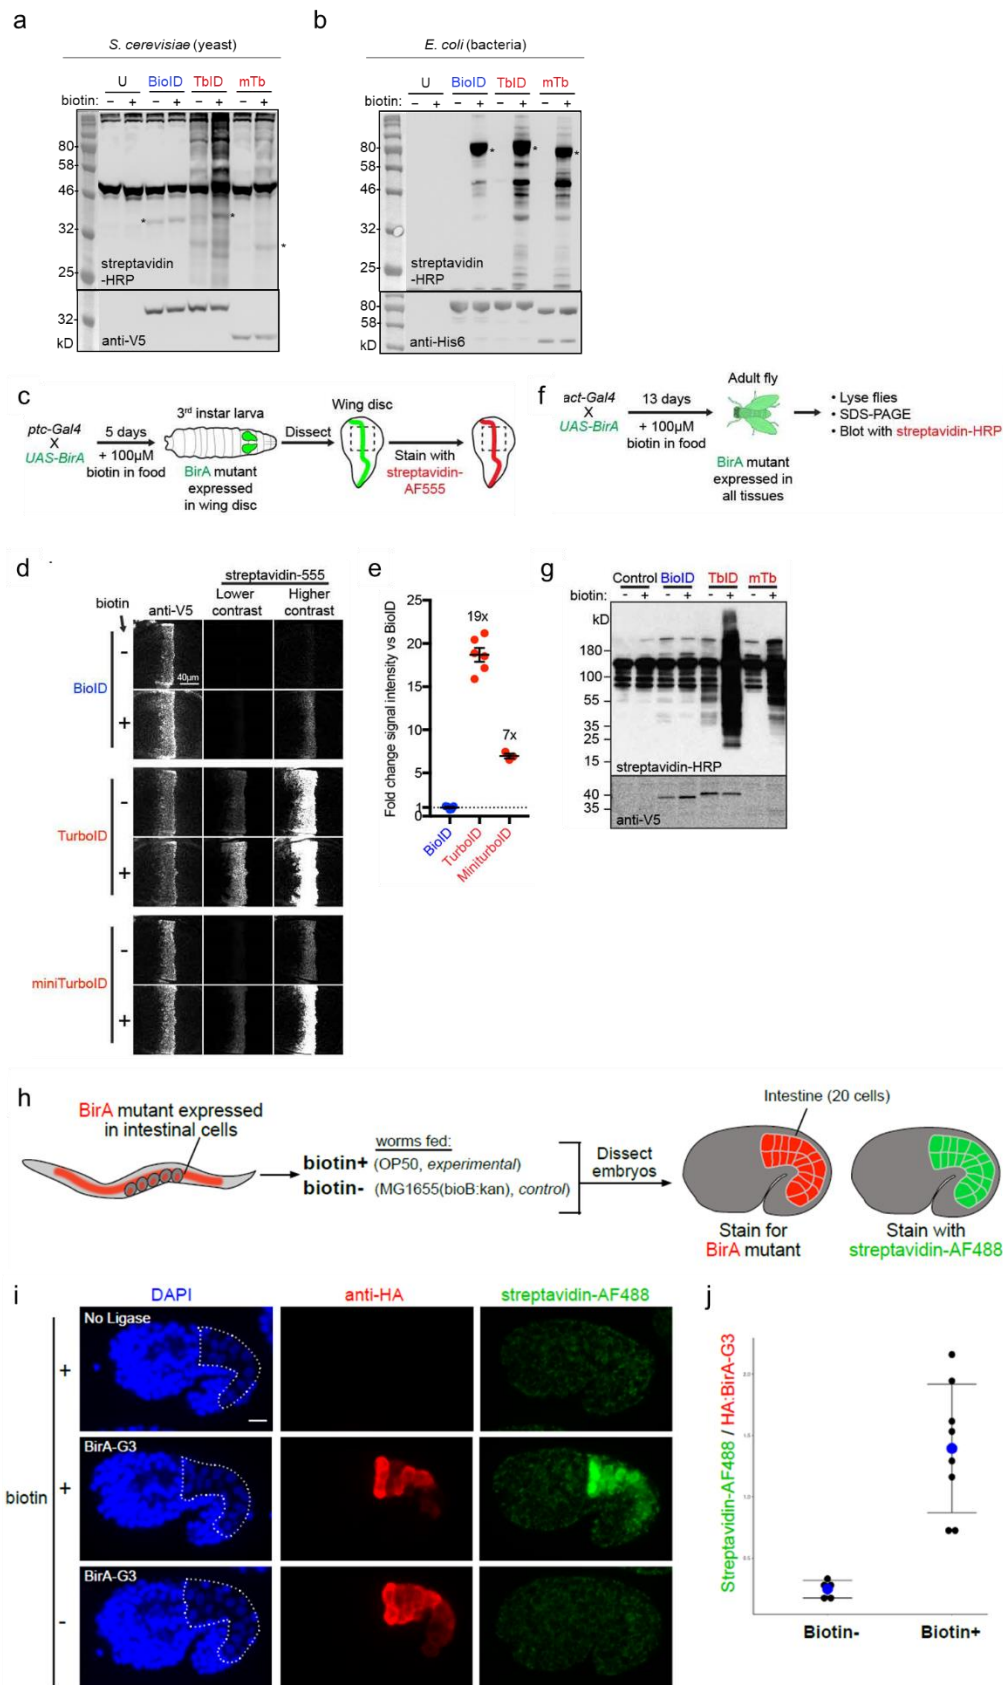 a
S. cerevisiae (yeast)
U BioID TbID mTb
biotin: – + – + – + – +
80
58
46
32
25
streptavidin
-HRP
32
kD
anti-V5
b
E. coli (bacteria)
U BioID TbID mTb
biotin: – + – + – + – +
80
58
46
32
25
streptavidin
-HRP
80
58
kD
anti-His6
c
ptc-Gal4
X
UAS-BirA
5 days
+ 100µM
biotin in food
3rd instar larva
BirA mutant
expressed
in wing disc
Dissect
Wing disc
Stain with
streptavidin-
AF555
f
act-Gal4
X
UAS-BirA
13 days
+ 100µM
biotin in food
Adult fly
BirA mutant
expressed in
all tissues
• Lyse flies
• SDS-PAGE
• Blot with streptavidin-HRP
d
streptavidin-555
biotin
anti-V5
Lower
contrast
Higher
contrast
40µm
BioID
-
+
TurboID
-
+
miniTurboID
-
+
e
Fold change signal intensity vs BioID
25
20
15
10
5
1
0
19x
7x
BioID
TurboID
MiniturboID
g
Control BioID TbID mTb
biotin: - + - + - + - +
kD
180
100
55
35
25
15
streptavidin-HRP
40
35
anti-V5
h
BirA mutant expressed
in intestinal cells
worms fed:
biotin+ (OP50, experimental)
biotin- (MG1655(bioB:kan), control)
Dissect
embryos
Intestine (20 cells)
Stain for
BirA mutant
Stain with
streptavidin-AF488
i
DAPI
anti-HA
streptavidin-AF488
No Ligase
+
BirA-G3
biotin
+
BirA-G3
-
j
Streptavidin-AF488 / HA:BirA-G3
2.0
1.5
1.0
0.5
Biotin-
Biotin+